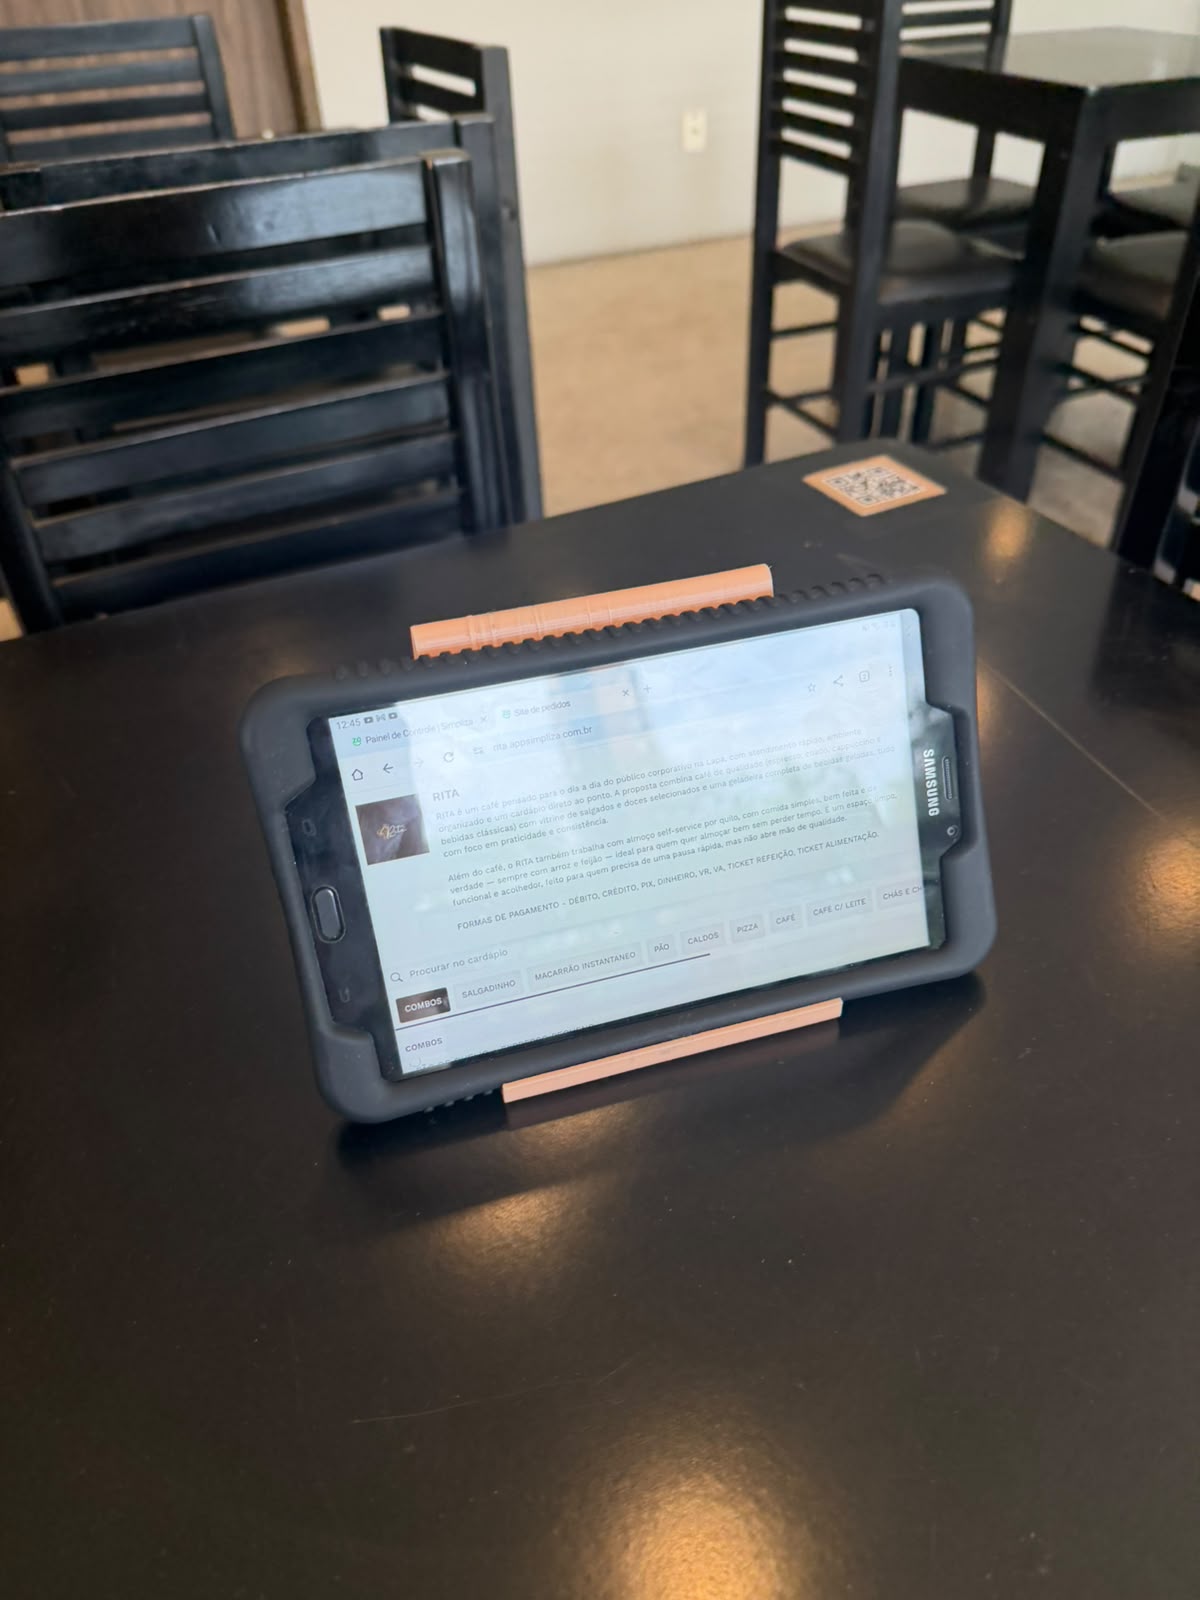 12:45
Painel de Controle | Simpliza
Site de pedidos
rita.appsimpliza.com.br
Rita
RITA
RITA é um café pensado para o dia a dia do público corporativo na Lapa, com atendimento rápido, ambiente
organizado e um cardápio direto ao ponto. A proposta combina café de qualidade (espresso, coado, cappuccino e
bebidas clássicas) com vitrine de salgados e doces selecionados e uma geladeira completa de bebidas geladas, tudo
com foco em praticidade e consistência.
Além do café, o RITA também trabalha com almoço self-service por quilo, com comida simples, bem feita e de
verdade — sempre com arroz e feijão — ideal para quem quer almoçar bem sem perder tempo. É um espaço limpo,
funcional e acolhedor, feito para quem precisa de uma pausa rápida, mas não abre mão de qualidade.
FORMAS DE PAGAMENTO - DÉBITO, CRÉDITO, PIX, DINHEIRO, VR, VA, TICKET REFEIÇÃO, TICKET ALIMENTAÇÃO.
Procurar no cardápio
COMBOS SALGADINHO MACARRÃO INSTANTANEO PÃO CALDOS PIZZA CAFÉ CAFÉ C/ LEITE CHÁS E CH
COMBOS
SAMSUNG